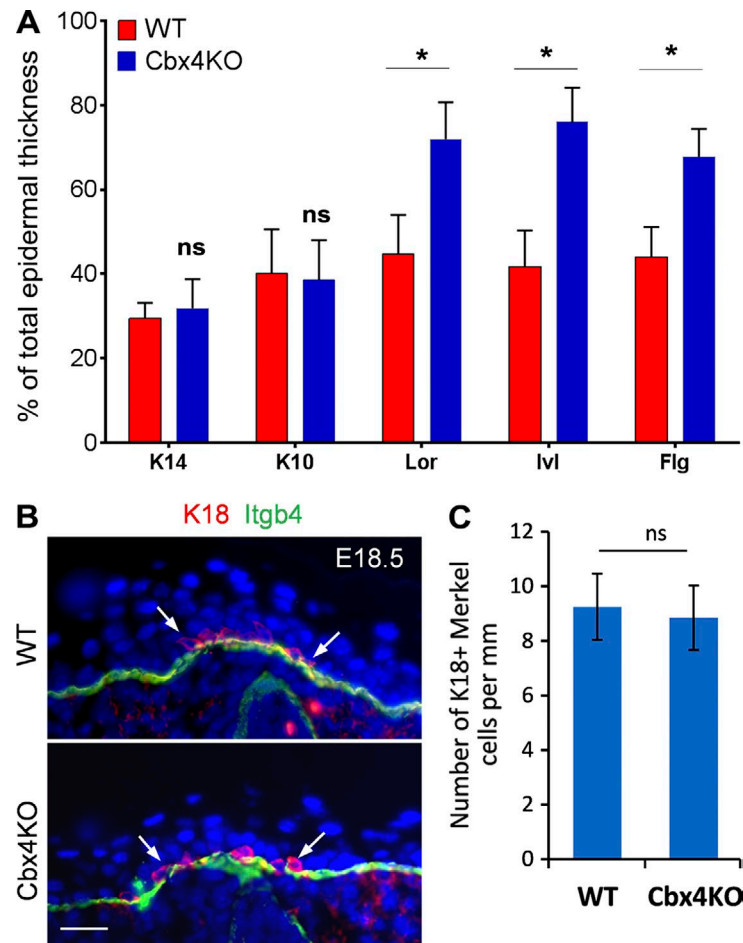 A
WT
Cbx4KO
% of total epidermal thickness
100
80
60
40
20
0
ns
ns
*
*
*
K14
K10
Lor
Ivl
Flg
B
K18 Itgb4
E18.5
WT
Cbx4KO
C
Number of K18+ Merkel
cells per mm
12
10
8
6
4
2
0
ns
WT
Cbx4KO